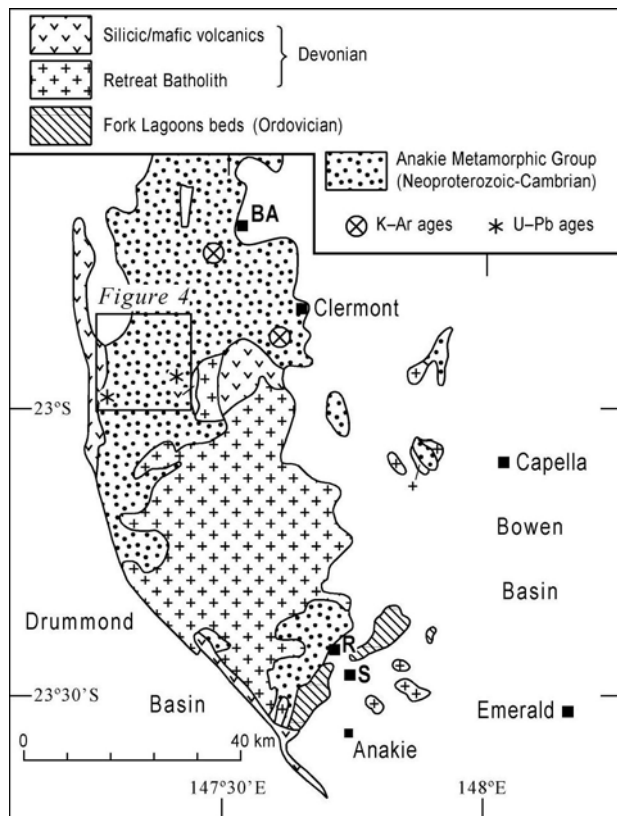 Silicic/mafic volcanics
Devonian
Retreat Batholith
Fork Lagoons beds (Ordovician)
Anakie Metamorphic Group
(Neoproterozoic-Cambrian)
K–Ar ages
U–Pb ages
BA
Figure 4
Clermont
23°S
Capella
Bowen
Basin
Drummond
R
S
23°30'S
Basin
Emerald
0
40 km
Anakie
147°30'E
148°E